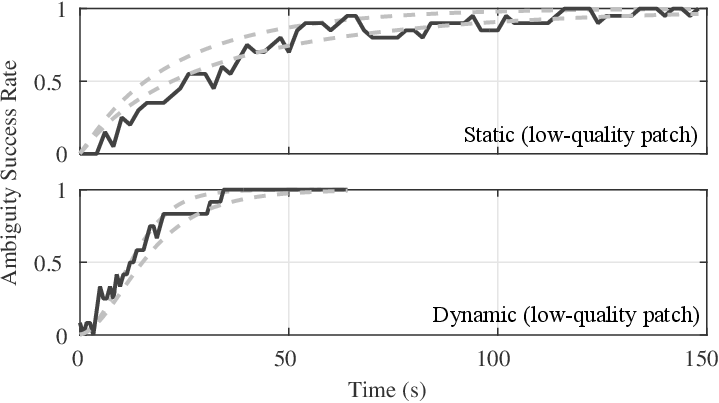 Ambiguity Success Rate
1
0.5
0
Static (low-quality patch)
1
0.5
0
Dynamic (low-quality patch)
0 50 100 150
Time (s)